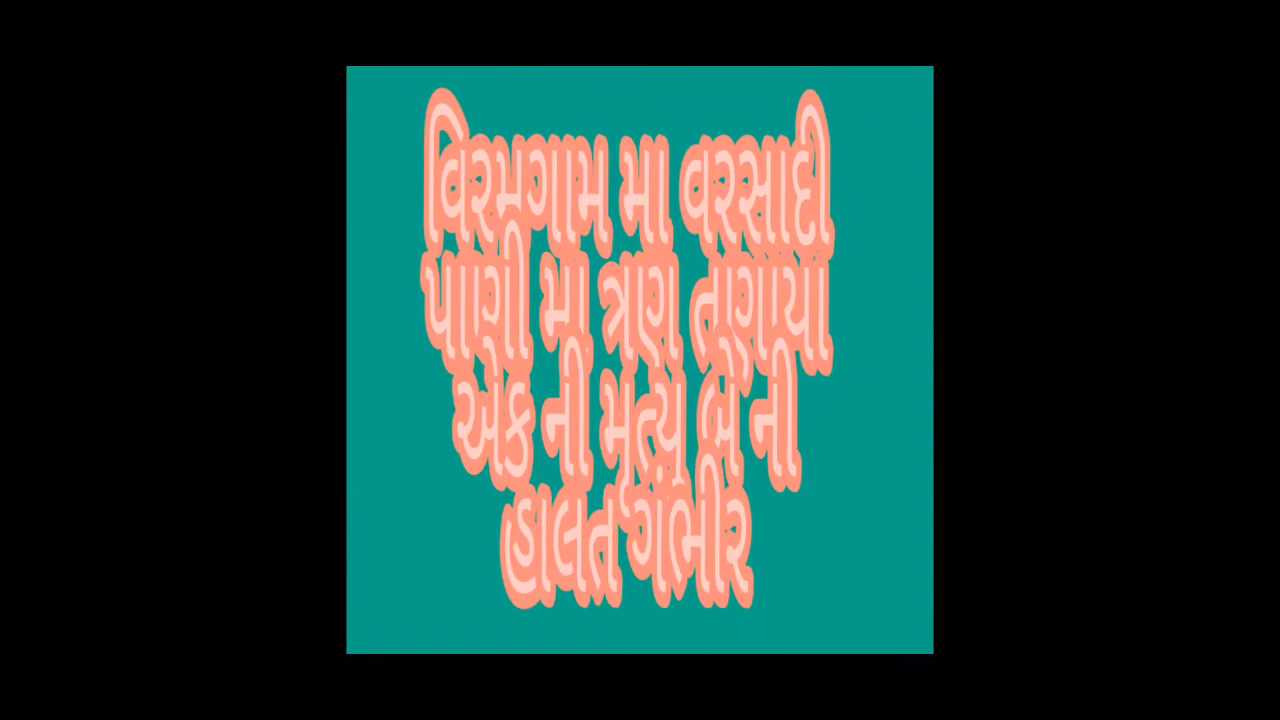 વિરમગામ મા વરસાદી
પાણી મા ત્રણ તણાયા
એક ની મૃત્યુ બે ની
હાલત ગંભીર